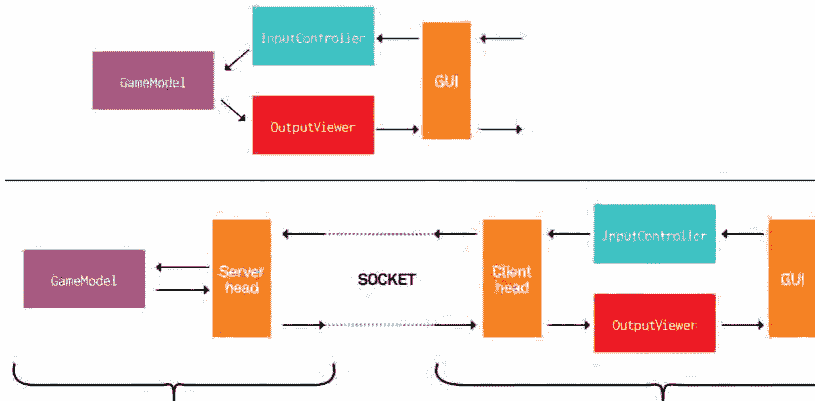 InputController
GameModel
GUI
OutputViewer
GameModel
Server
head
SOCKET
Client
head
InputController
OutputViewer
GUI